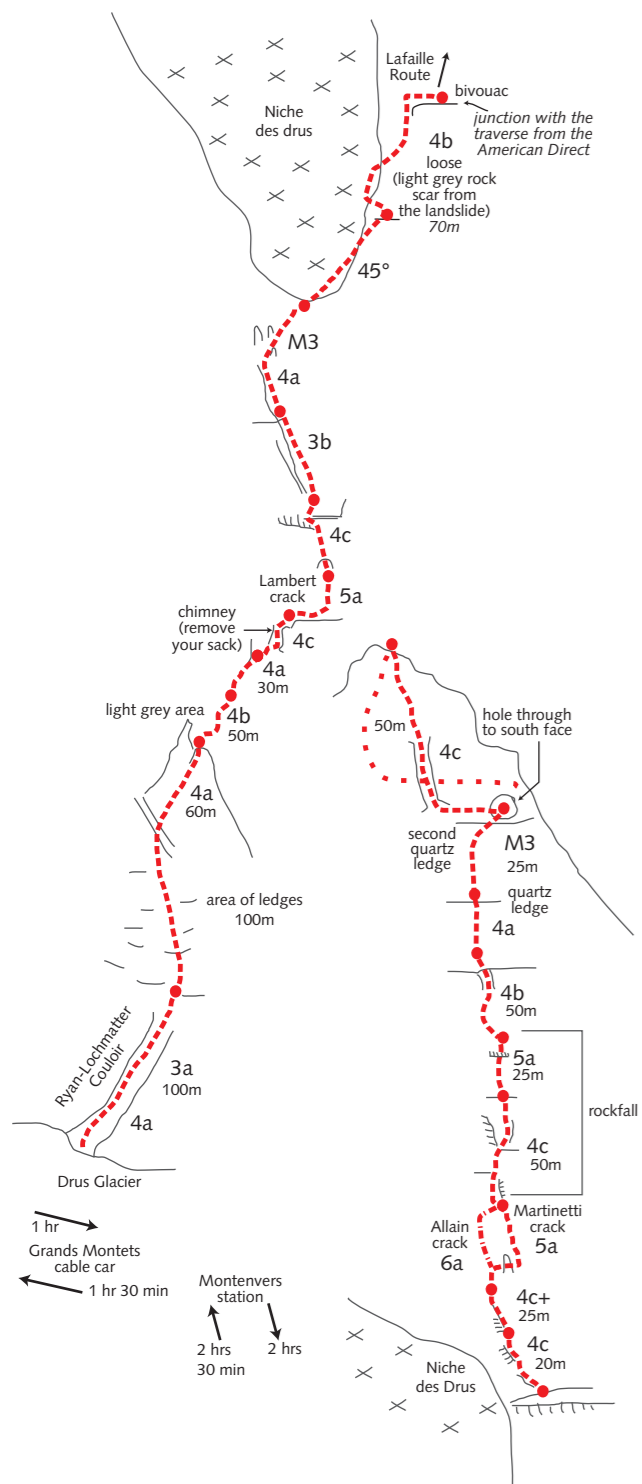 Lafaille
Route
bivouac
junction with the
traverse from the
American Direct
Niche
des drus
4b
loose
(light grey rock
scar from
the landslide)
70m
45°
M3
4a
3b
4c
Lambert
crack
5a
chimney
(remove
your sack)
4c
4a
30m
light grey area
4b
50m
4a
60m
area of ledges
100m
Ryan-Lochmatter
Couloir
3a
100m
4a
Drus Glacier
1 hr
Grands Montets
cable car
1 hr 30 min
Montenvers
station
2 hrs
30 min
2 hrs
50m
4c
hole through
to south face
second
quartz
ledge
M3
25m
quartz
ledge
4a
4b
50m
5a
25m
rockfall
4c
50m
Allain
crack
6a
Martinetti
crack
5a
4c+
25m
4c
20m
Niche
des Drus